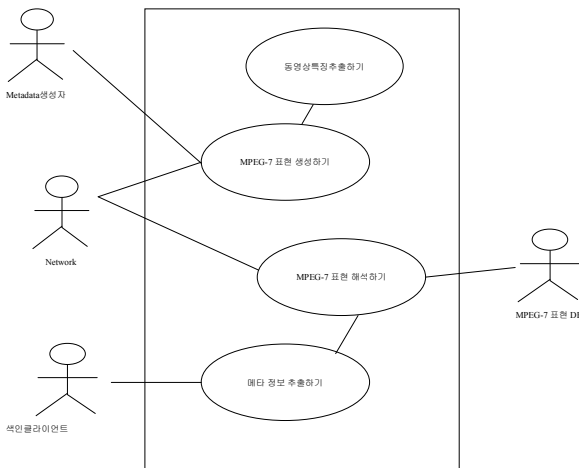 동영상특징추출하기
Metadata생성자
MPEG-7 표현 생성하기
Network
MPEG-7 표현 해석하기
MPEG-7 표현
메타 정보 추출하기
색인클라이언트